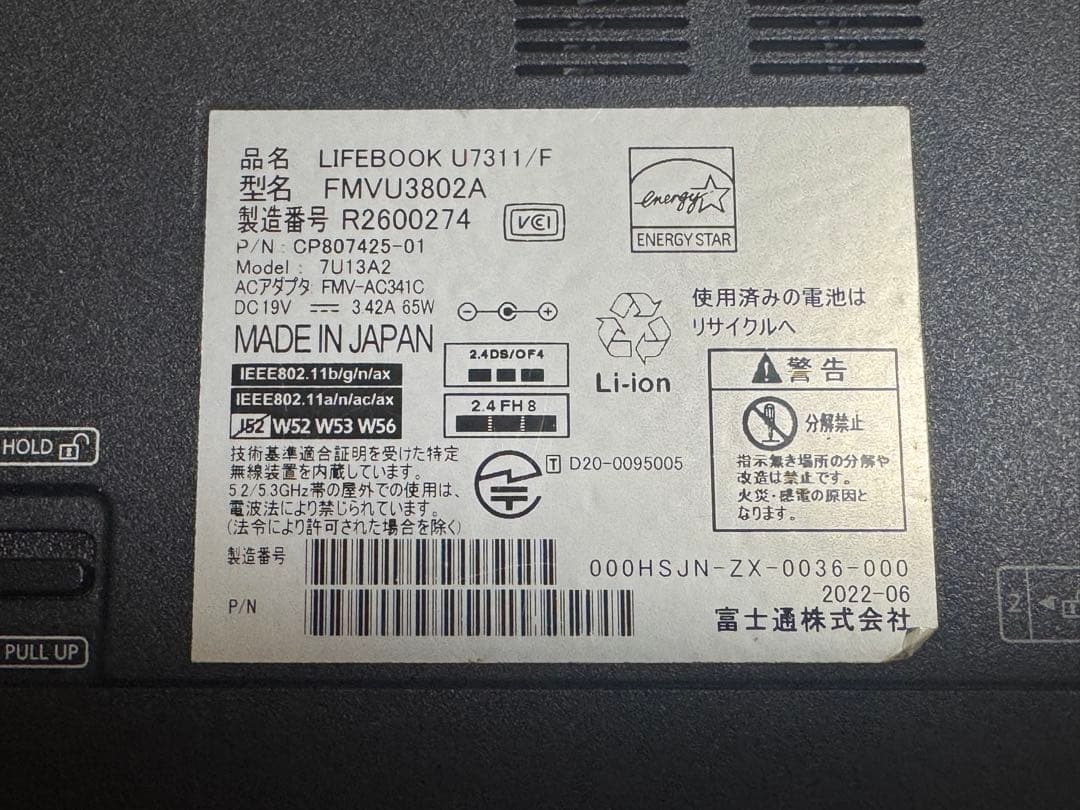 品名 LIFEBOOK U7311/F
型名 FMVU3802A
製造番号 R2600274
VCI
energy
ENERGY STAR
P/N : CP807425-01
Model : 7U13A2
ACアダプタ FMV-AC341C
DC19V ⎓ 3.42A 65W
MADE IN JAPAN
IEEE802.11b/g/n/ax
IEEE802.11a/n/ac/ax
J52 W52 W53 W56
2.4DS/OF4
2.4FH8
Li-ion
使用済みの電池は
リサイクルへ
警告
分解禁止
指示無き場所の分解や
改造は禁止です。
火災・感電の原因と
なります。
技術基準適合証明を受けた特定
無線装置を内蔵しています。
5.2/5.3GHz帯の屋外での使用は、
電波法により禁じられています。
(法令により許可された場合を除く)
T D20-0095005
製造番号
P/N
000HSJN-ZX-0036-000
2022-06
富士通株式会社
HOLD
PULL UP
2